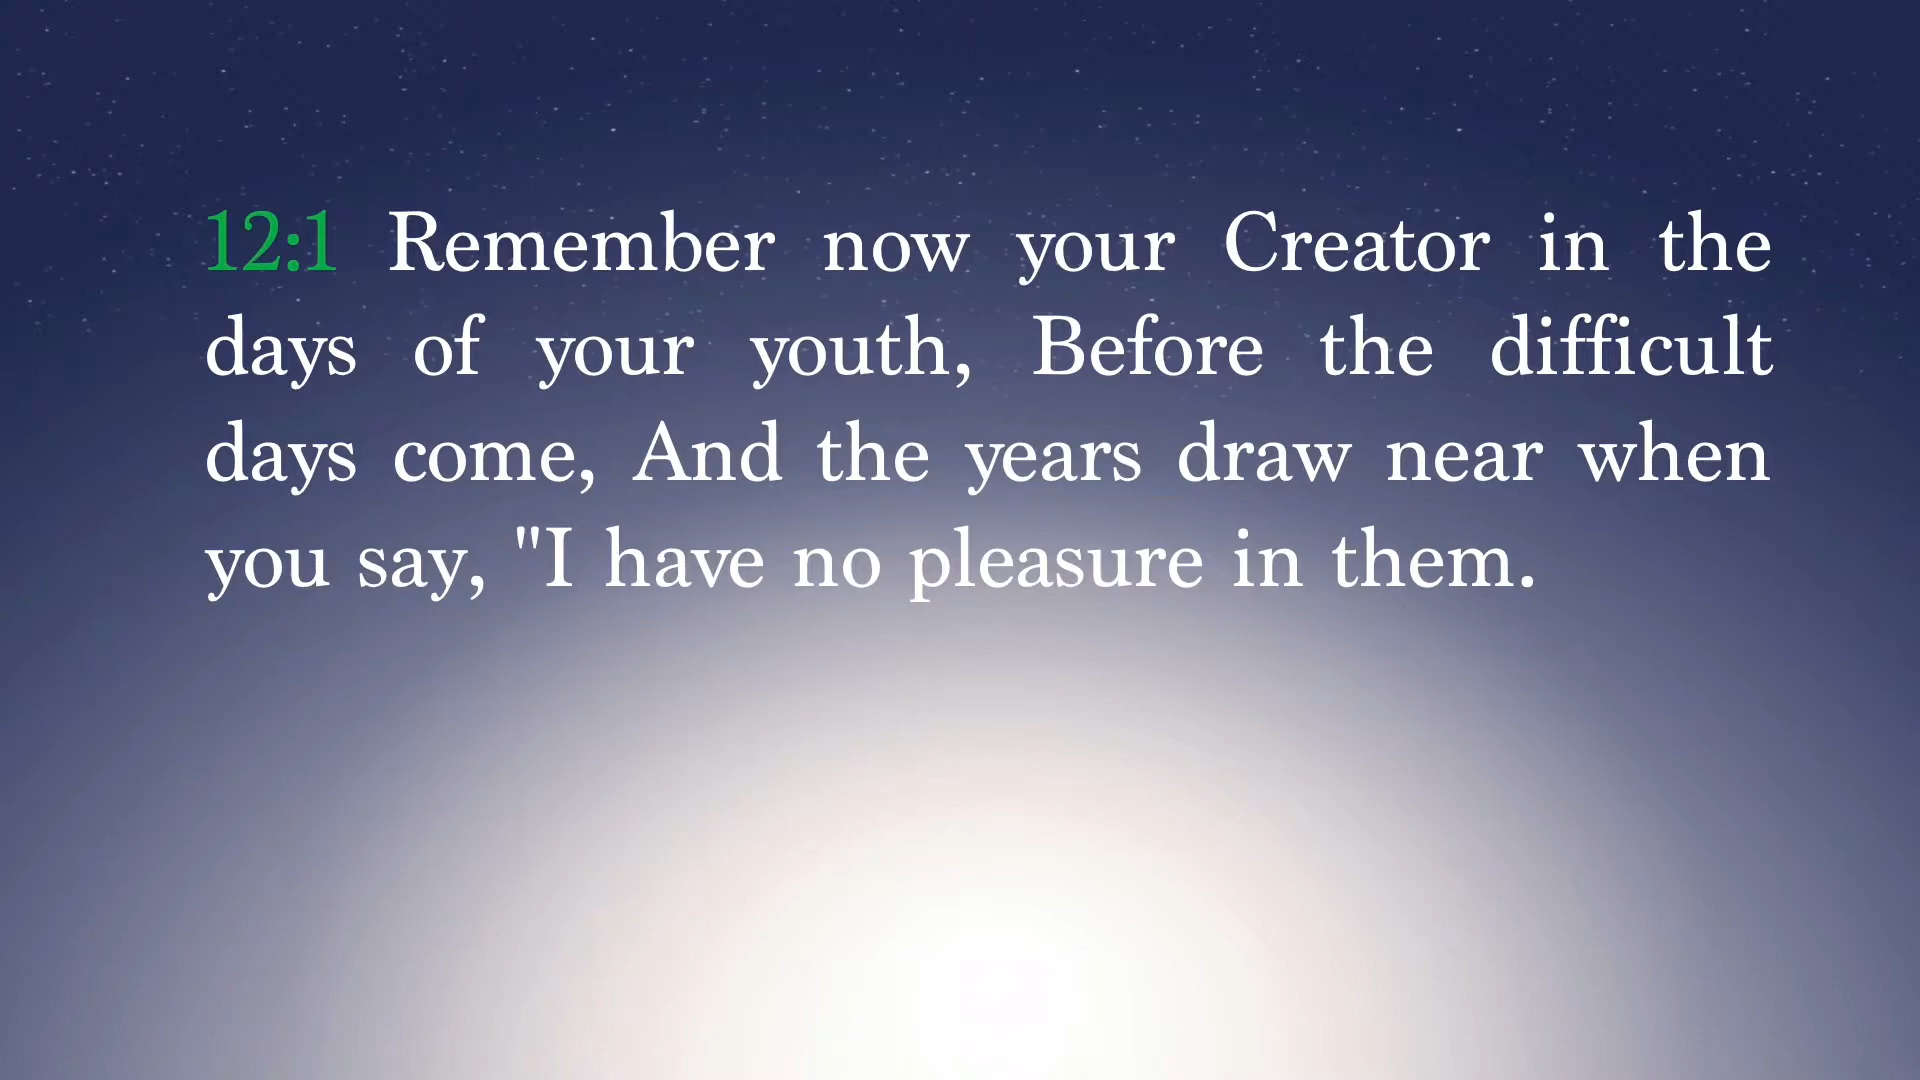 12:1 Remember now your Creator in the
days of your youth, Before the difficult
days come, And the years draw near when
you say, "I have no pleasure in them.